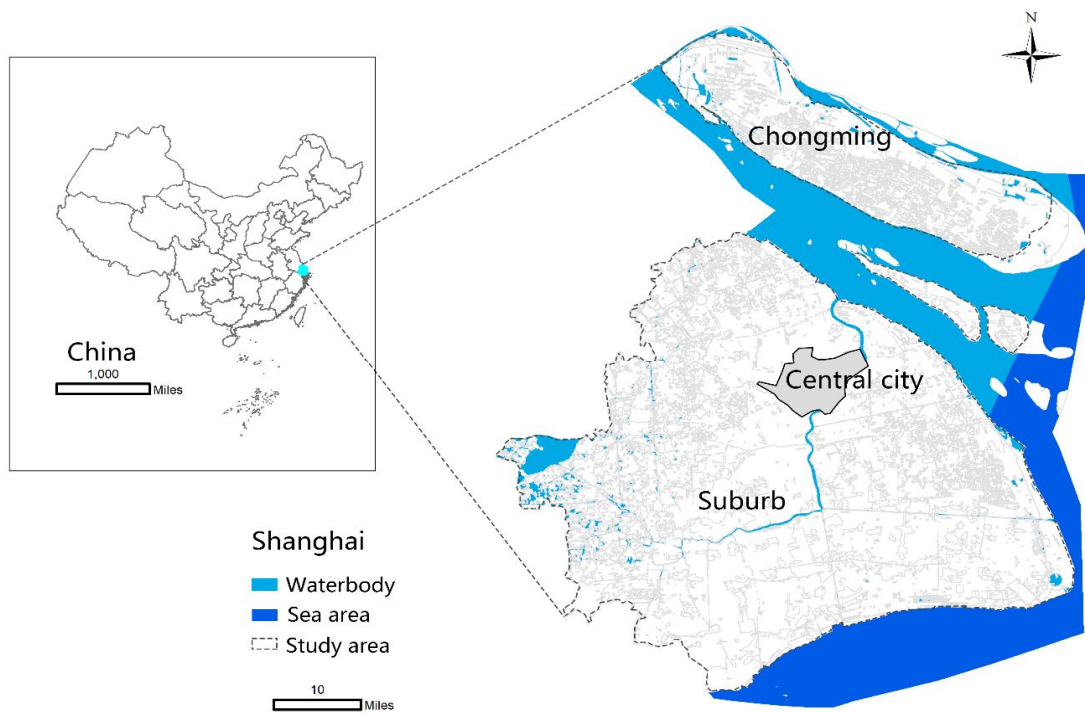 N
Chongming
China
1,000
Miles
Central city
Suburb
Shanghai
Waterbody
Sea area
Study area
10
Miles